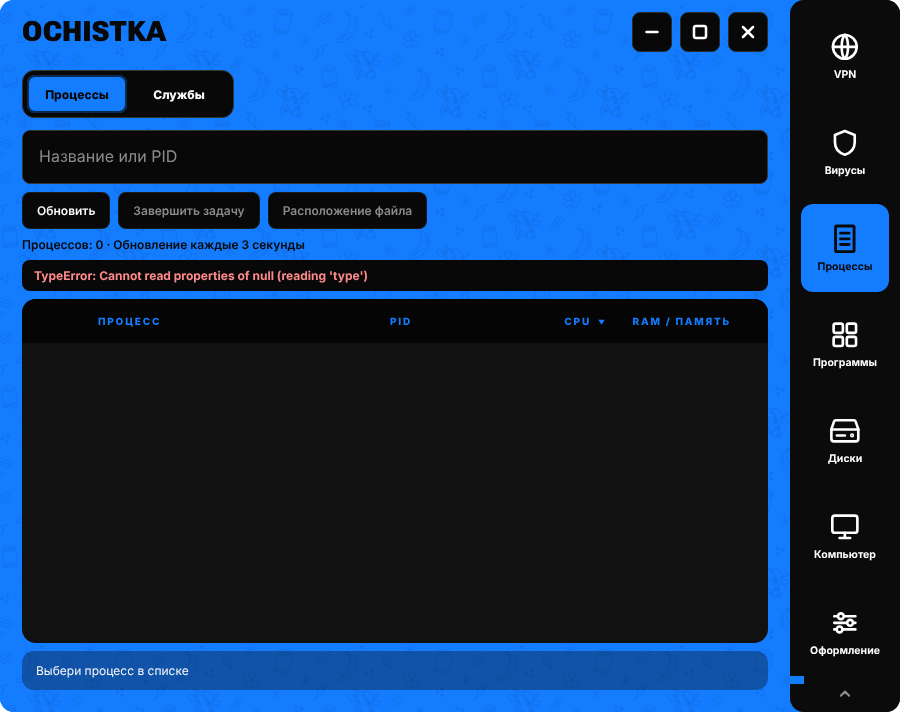 OCHISTKA
Процессы
Службы
Название или PID
Обновить
Завершить задачу
Расположение файла
Процессов: 0 · Обновление каждые 3 секунды
TypeError: Cannot read properties of null (reading 'type')
ПРОЦЕСС
PID
CPU ▼
RAM / ПАМЯТЬ
Выбери процесс в списке
VPN
Вирусы
Процессы
Программы
Диски
Компьютер
Оформление